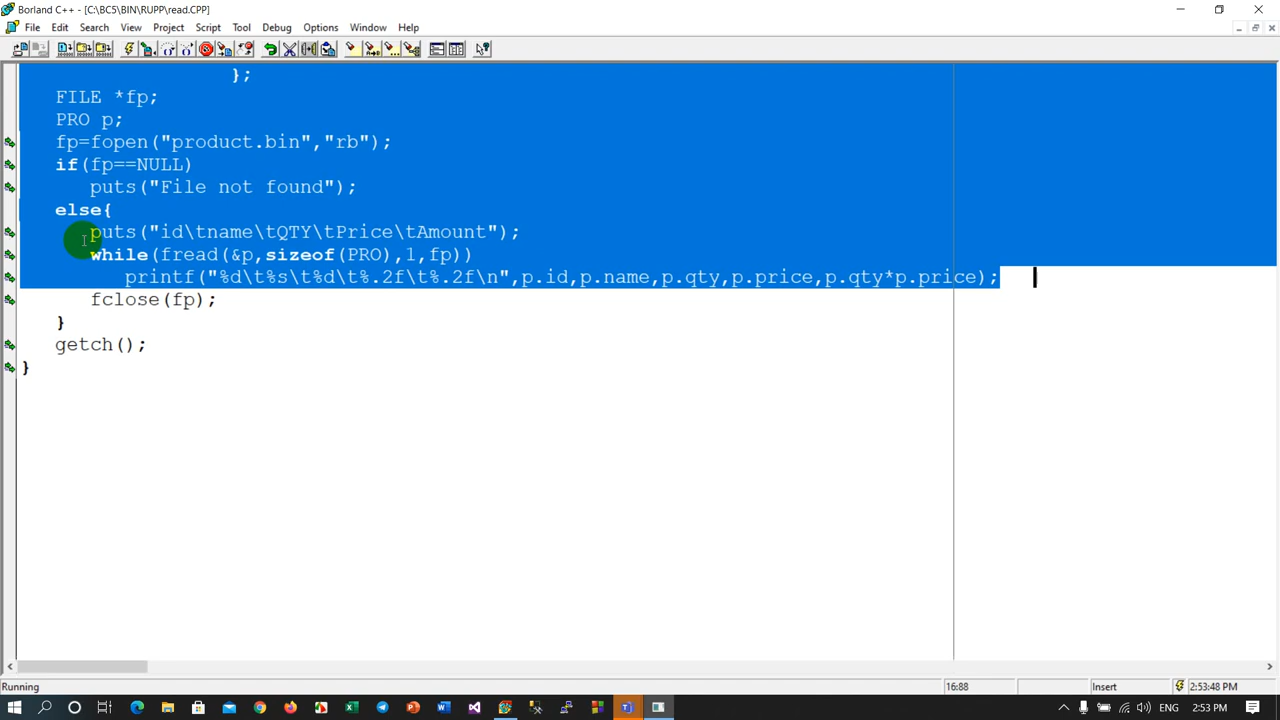 Borland C++ - [C:\BC5\BIN\RUPP\read.CPP]
File Edit Search View Project Script Tool Debug Options Window Help
};
FILE *fp;
PRO p;
fp=fopen("product.bin","rb");
if(fp==NULL)
puts("File not found");
else{
puts("id\tname\tQTY\tPrice\tAmount");
while(fread(&p,sizeof(PRO),1,fp))
printf("%d\t%s\t%d\t%.2f\t%.2f\n",p.id,p.name,p.qty,p.price,p.qty*p.price);
fclose(fp);
}
getch();
}
Running 16:88 Insert 2:53:48 PM
ENG 2:53 PM